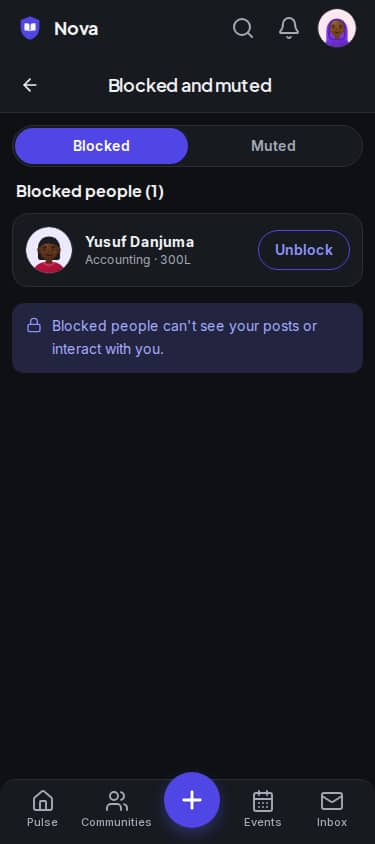 Nova
Blocked and muted
Blocked
Muted
Blocked people (1)
Yusuf Danjuma
Accounting · 300L
Unblock
Blocked people can't see your posts or
interact with you.
Pulse
Communities
Events
Inbox